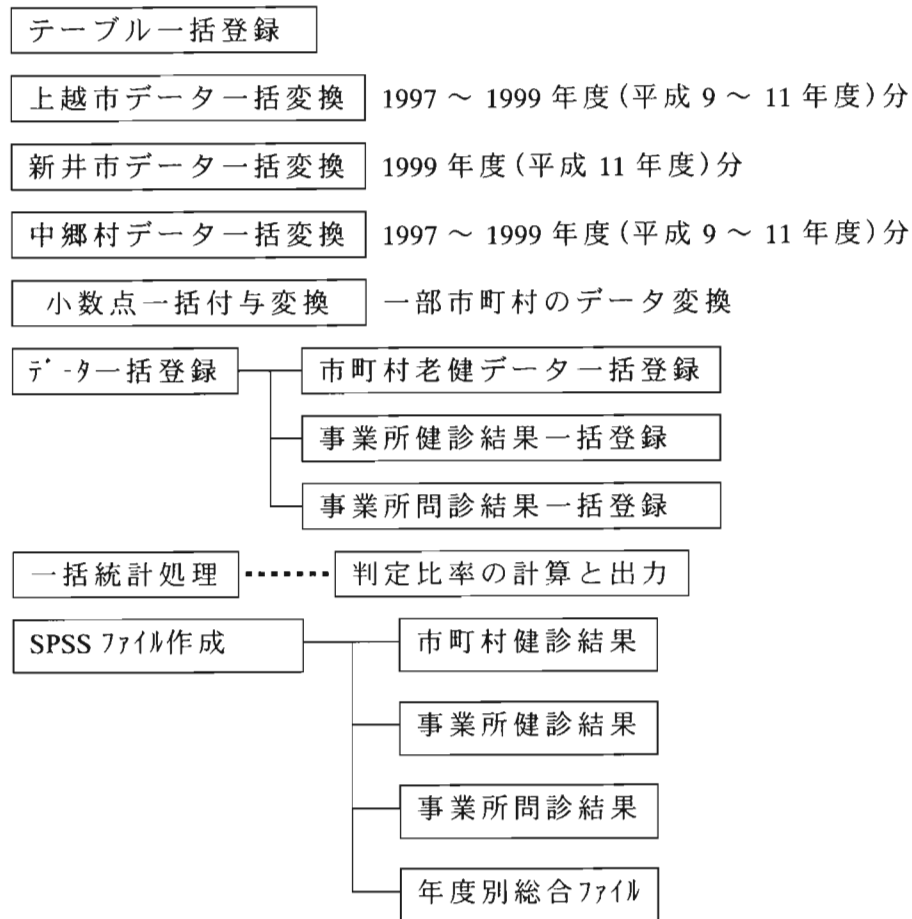 テーブル一括登録
上越市データ一括変換 1997 ～ 1999 年度(平成 9 ～ 11 年度)分
新井市データ一括変換 1999 年度(平成 11 年度)分
中郷村データ一括変換 1997 ～ 1999 年度(平成 9 ～ 11 年度)分
小数点一括付与変換 一部市町村のデータ変換
ﾃﾞｰﾀ一括登録 市町村老健データ一括登録
事業所健診結果一括登録
事業所問診結果一括登録
一括統計処理 判定比率の計算と出力
SPSS ﾌｧｲﾙ作成 市町村健診結果
事業所健診結果
事業所問診結果
年度別総合ﾌｧｲﾙ